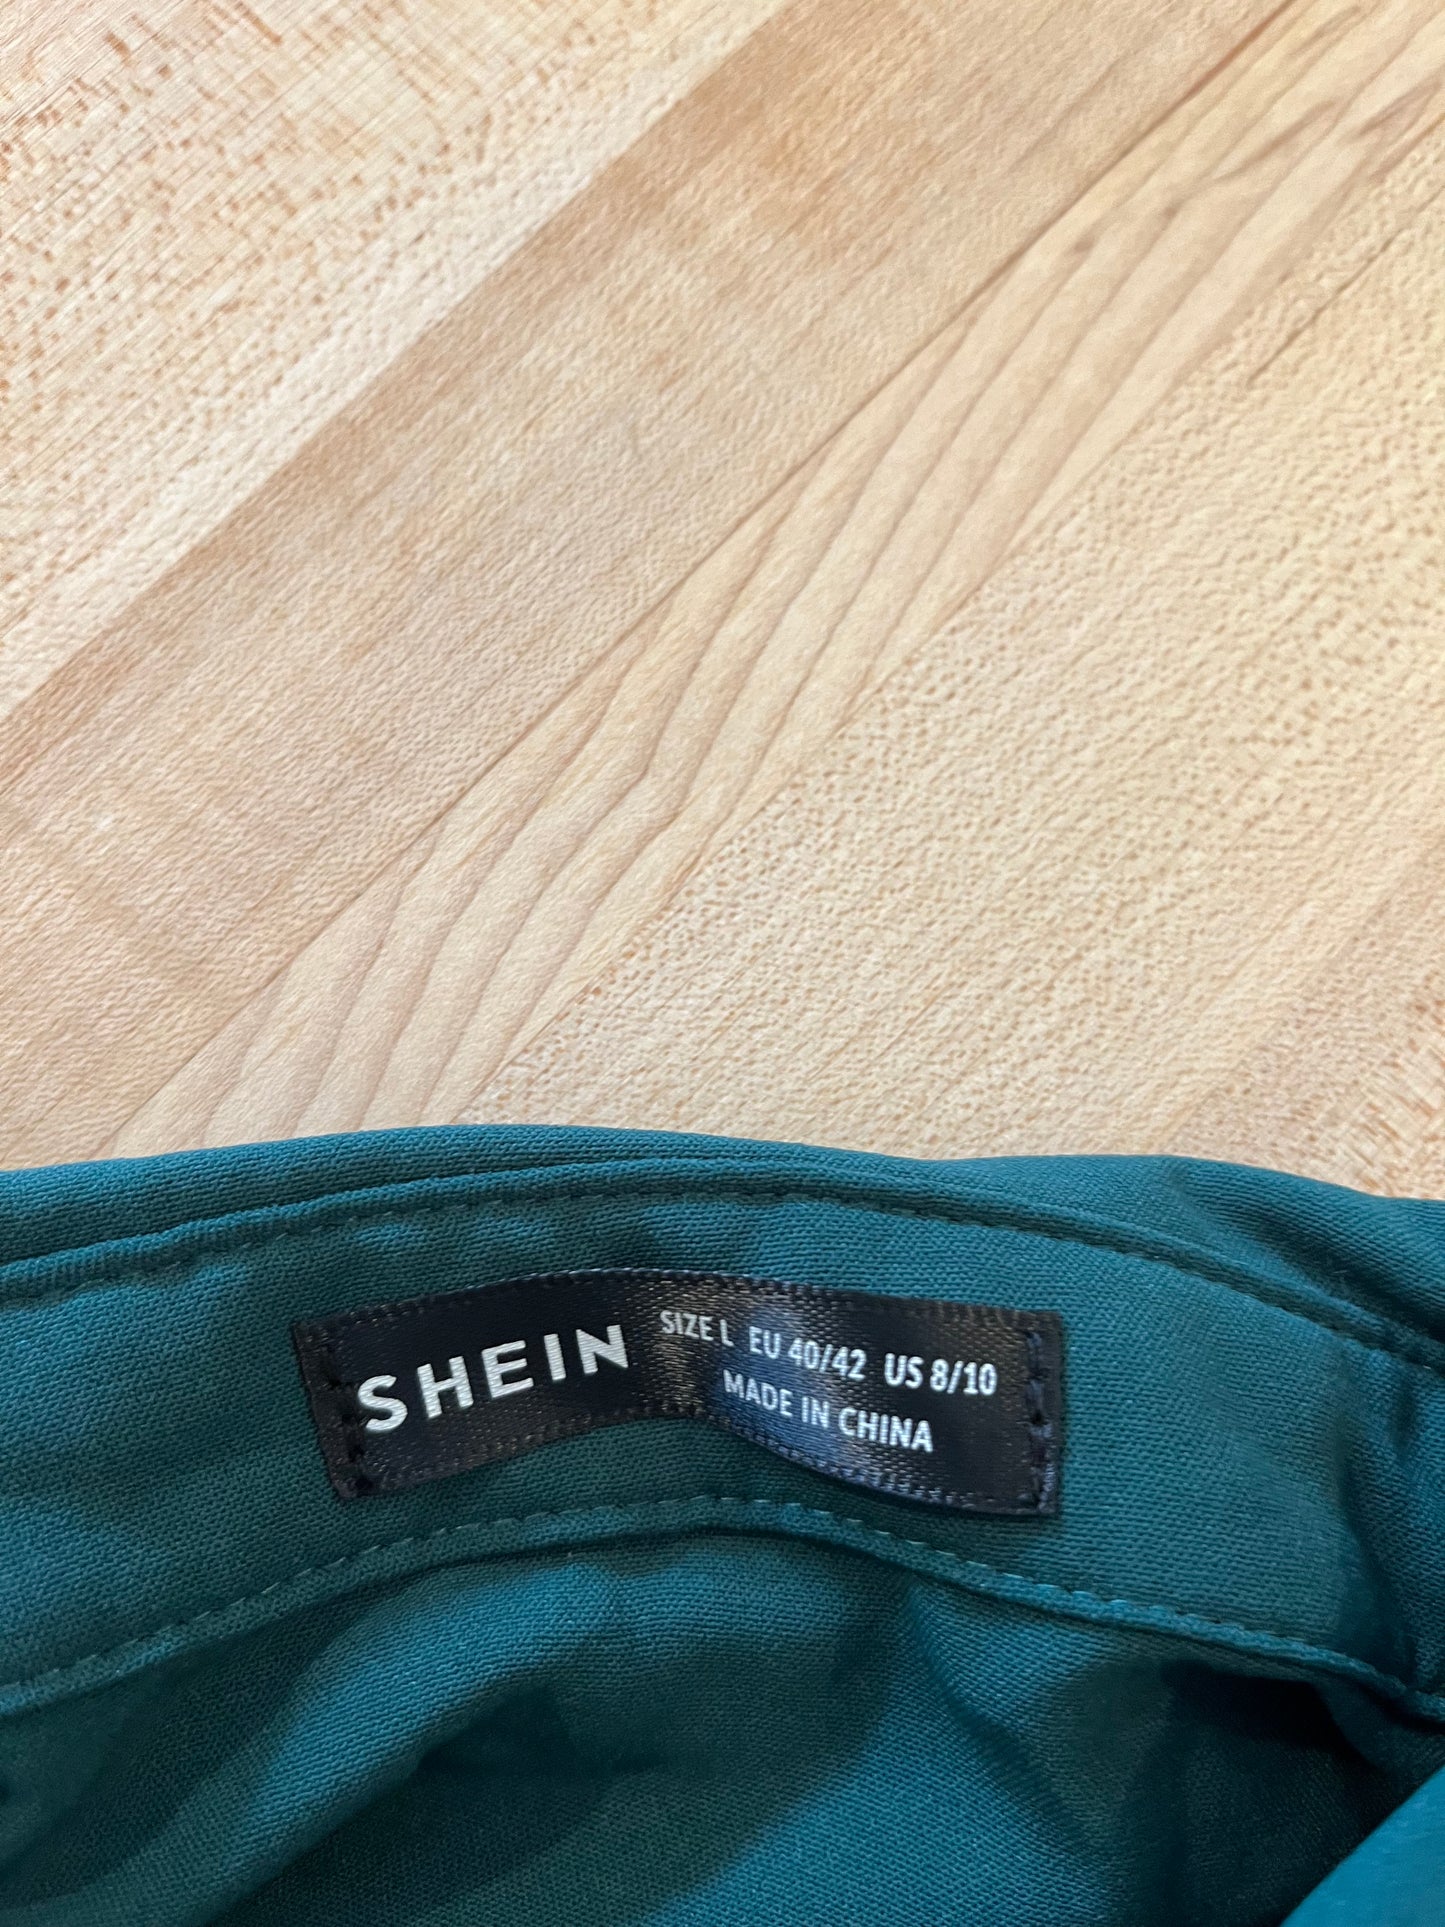 SHEIN
SIZE L EU 40/42 US 8/10
MADE IN CHINA